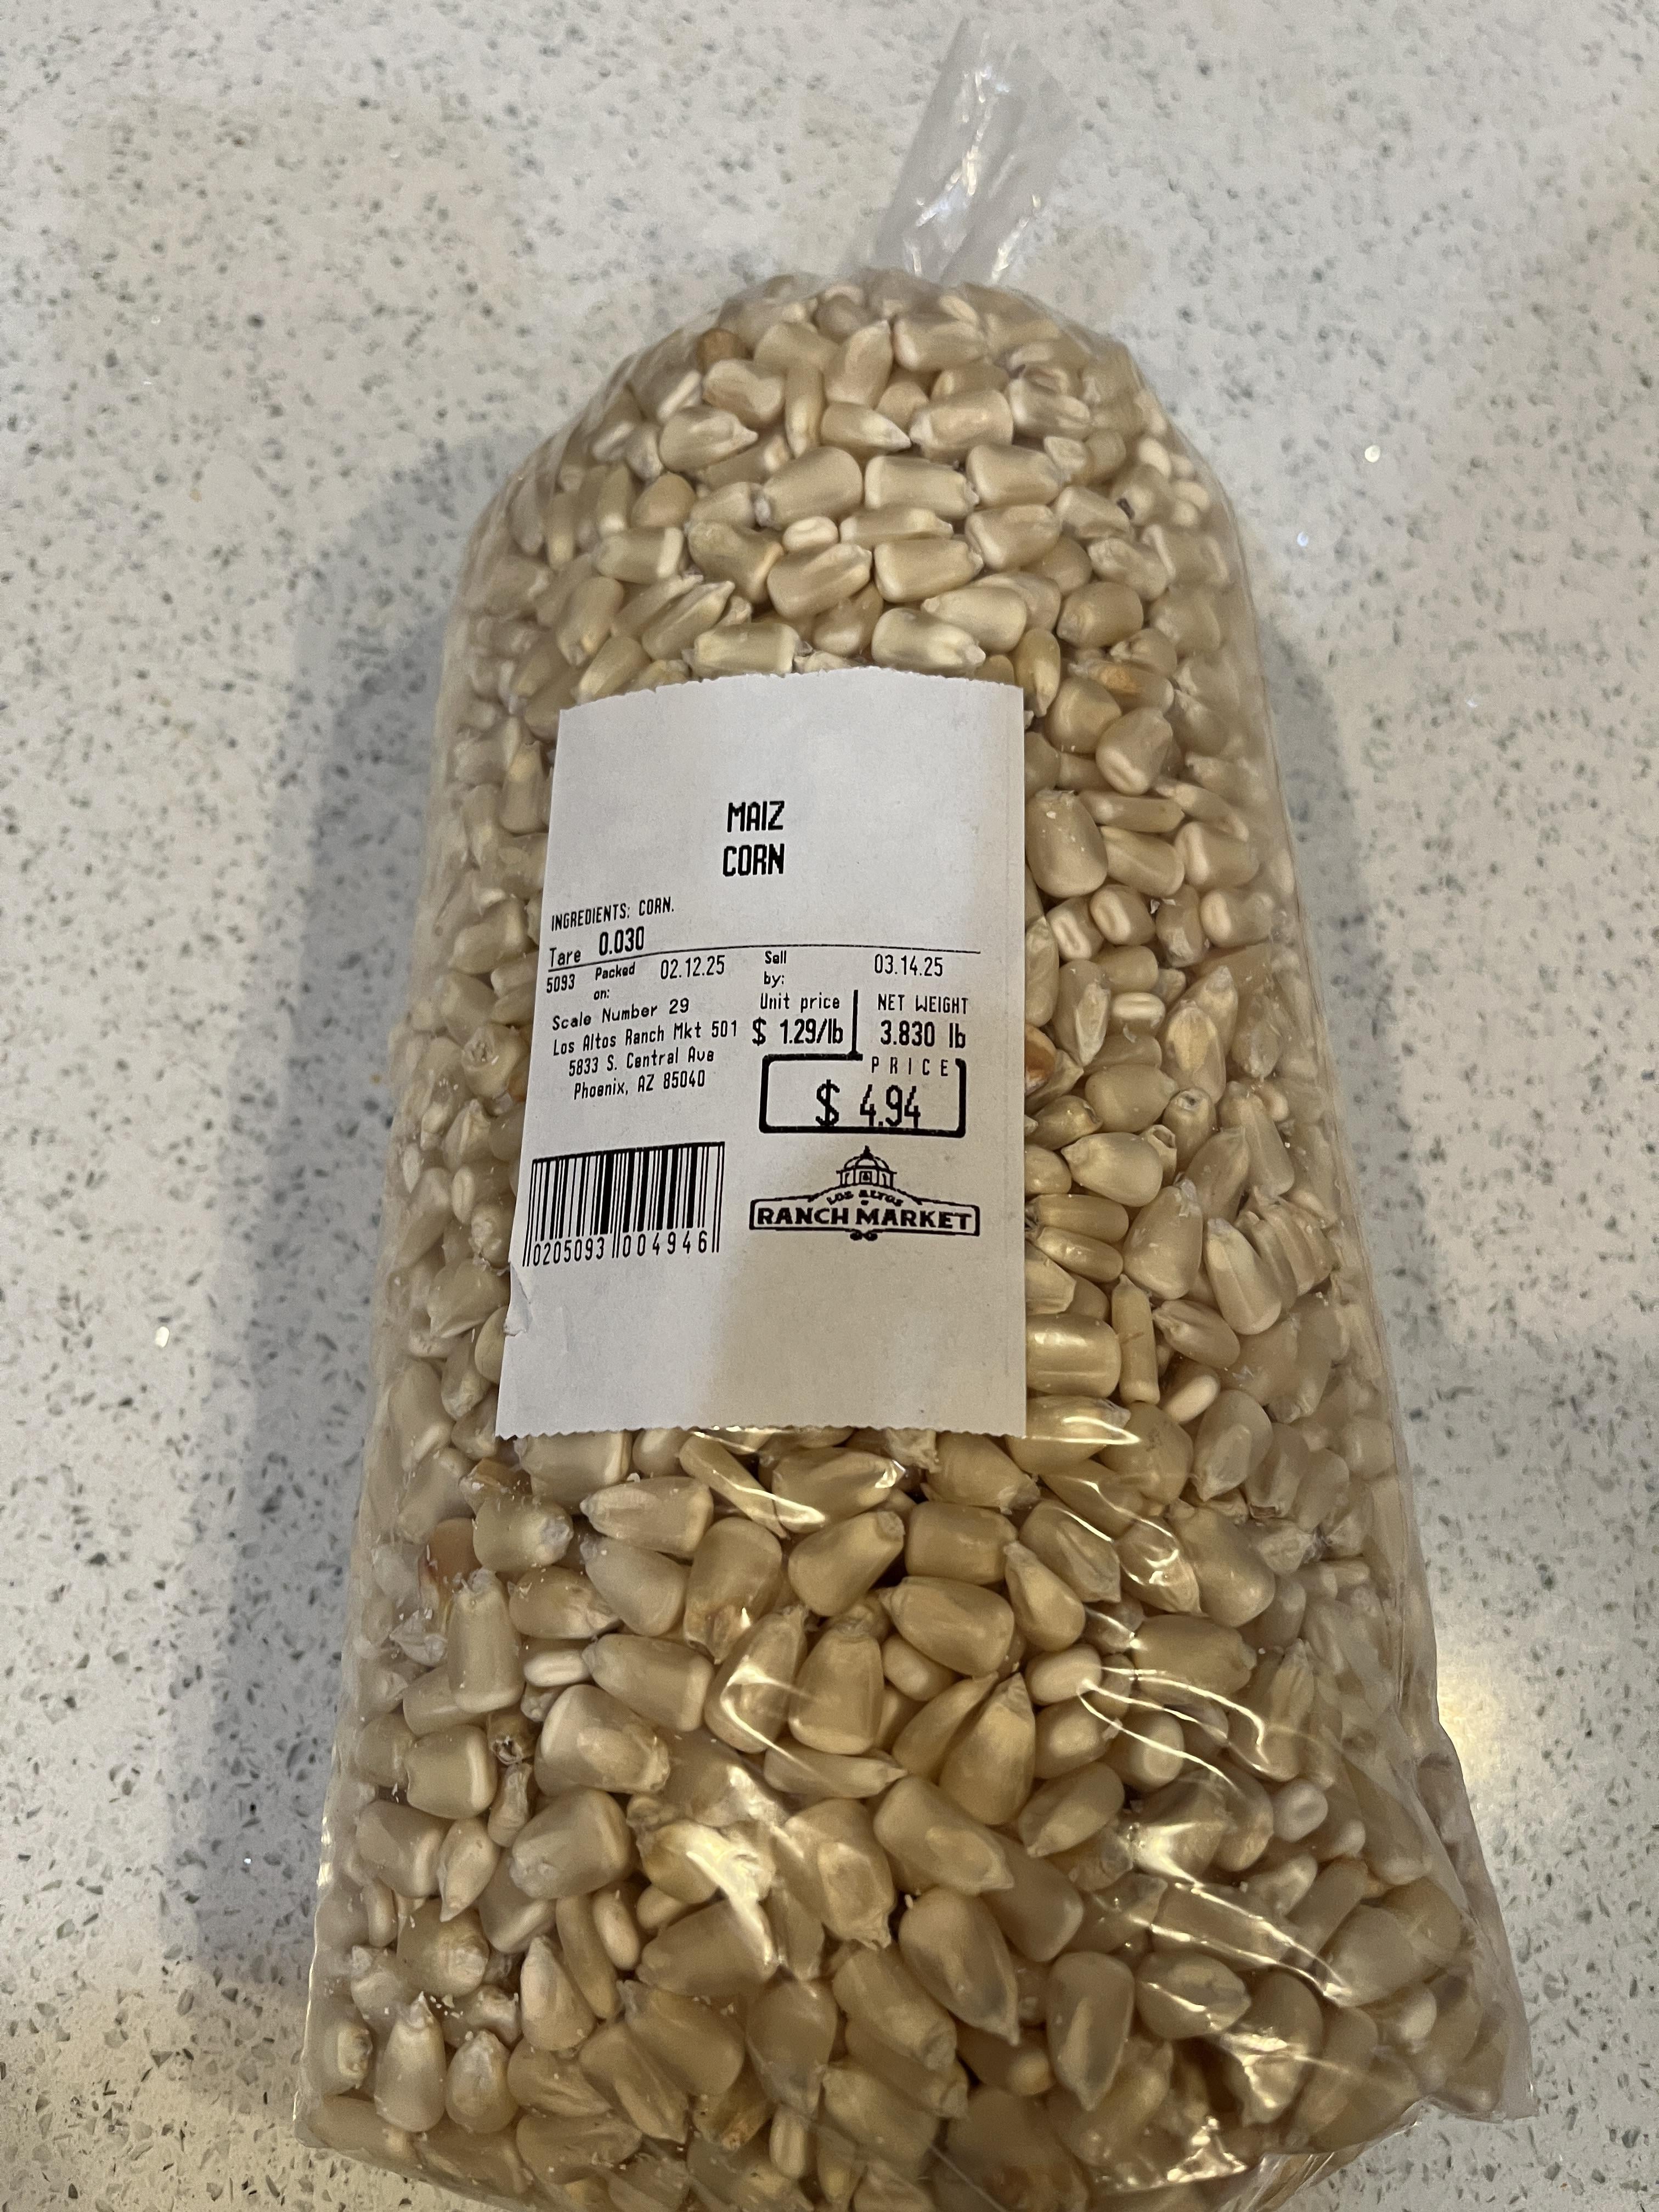 MAIZ
CORN
INGREDIENTS: CORN.
Tare 0.030
5093 Packed on: 02.12.25 Sell by: 03.14.25
Scale Number 29
Los Altos Ranch Mkt 501
5833 S. Central Ave
Phoenix, AZ 85040
Unit price
$ 1.29/lb
NET WEIGHT
3.830 lb
PRICE
$ 4.94
0205093 004946
LOS ALTOS
RANCH MARKET